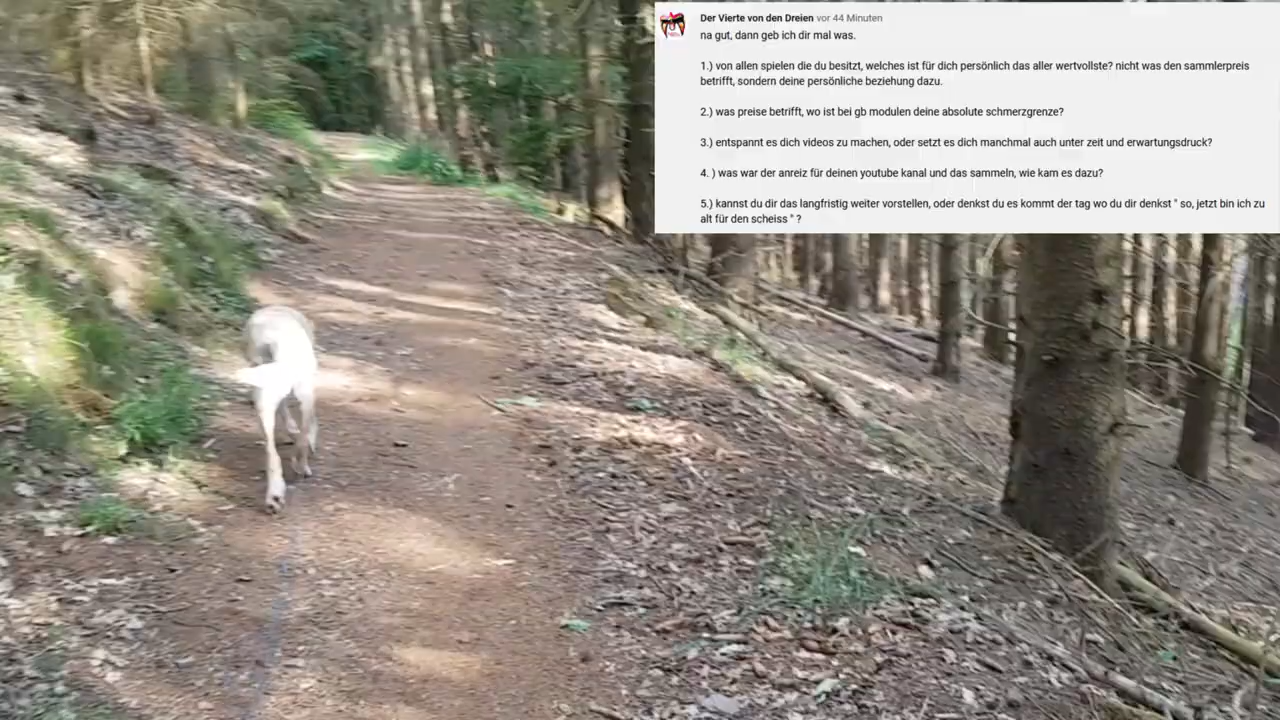 Der Vierte von den Dreien vor 44 Minuten
na gut, dann geb ich dir mal was.
1.) von allen spielen die du besitzt, welches ist für dich persönlich das aller wertvollste? nicht was den sammlerpreis
betrifft, sondern deine persönliche beziehung dazu.
2.) was preise betrifft, wo ist bei gb modulen deine absolute schmerzgrenze?
3.) entspannt es dich videos zu machen, oder setzt es dich manchmal auch unter zeit und erwartungsdruck?
4. ) was war der anreiz für deinen youtube kanal und das sammeln, wie kam es dazu?
5.) kannst du dir das langfristig weiter vorstellen, oder denkst du es kommt der tag wo du dir denkst " so, jetzt bin ich zu
alt für den scheiss " ?